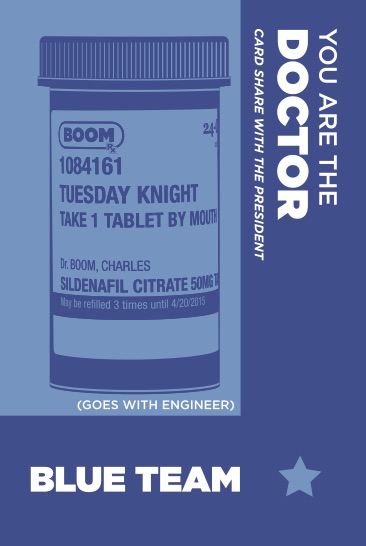 YOU ARE THE
DOCTOR
CARD SHARE WITH THE PRESIDENT
BOOM
Rx
1084161
TUESDAY KNIGHT
TAKE 1 TABLET BY MOUTH
Dr. BOOM, CHARLES
SILDENAFIL CITRATE 50MG
May be refilled 3 times until 4/20/2015
(GOES WITH ENGINEER)
BLUE TEAM